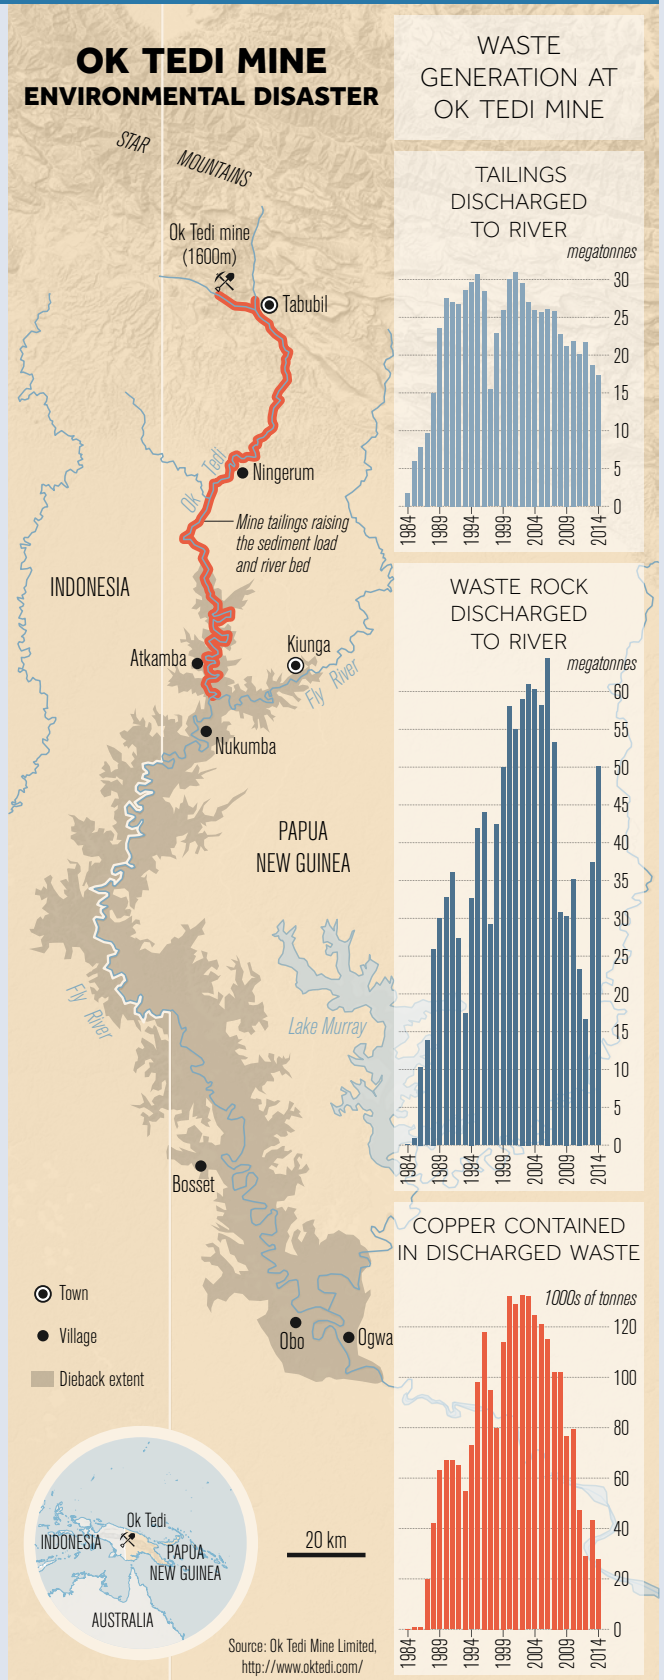 OK TEDI MINE
ENVIRONMENTAL DISASTER
STAR MOUNTAINS
Ok Tedi mine
(1600m)
Tabubil
Ok Tedi
Ningerum
Mine tailings raising
the sediment load
and river bed
INDONESIA
Atkamba
Kiunga
Fly River
Nukumba
PAPUA
NEW GUINEA
Fly River
Lake Murray
Bosset
Obo
Ogwa
Town
Village
Dieback extent
Ok Tedi
INDONESIA
PAPUA
NEW GUINEA
AUSTRALIA
20 km
Source: Ok Tedi Mine Limited,
http://www.oktedi.com/
WASTE
GENERATION AT
OK TEDI MINE
TAILINGS
DISCHARGED
TO RIVER
megatonnes
30
25
20
15
10
5
0
1984 1989 1994 1999 2004 2009 2014
WASTE ROCK
DISCHARGED
TO RIVER
megatonnes
60
55
50
45
40
35
30
25
20
15
10
5
0
1984 1989 1994 1999 2004 2009 2014
COPPER CONTAINED
IN DISCHARGED WASTE
1000s of tonnes
120
100
80
60
40
20
0
1984 1989 1994 1999 2004 2009 2014